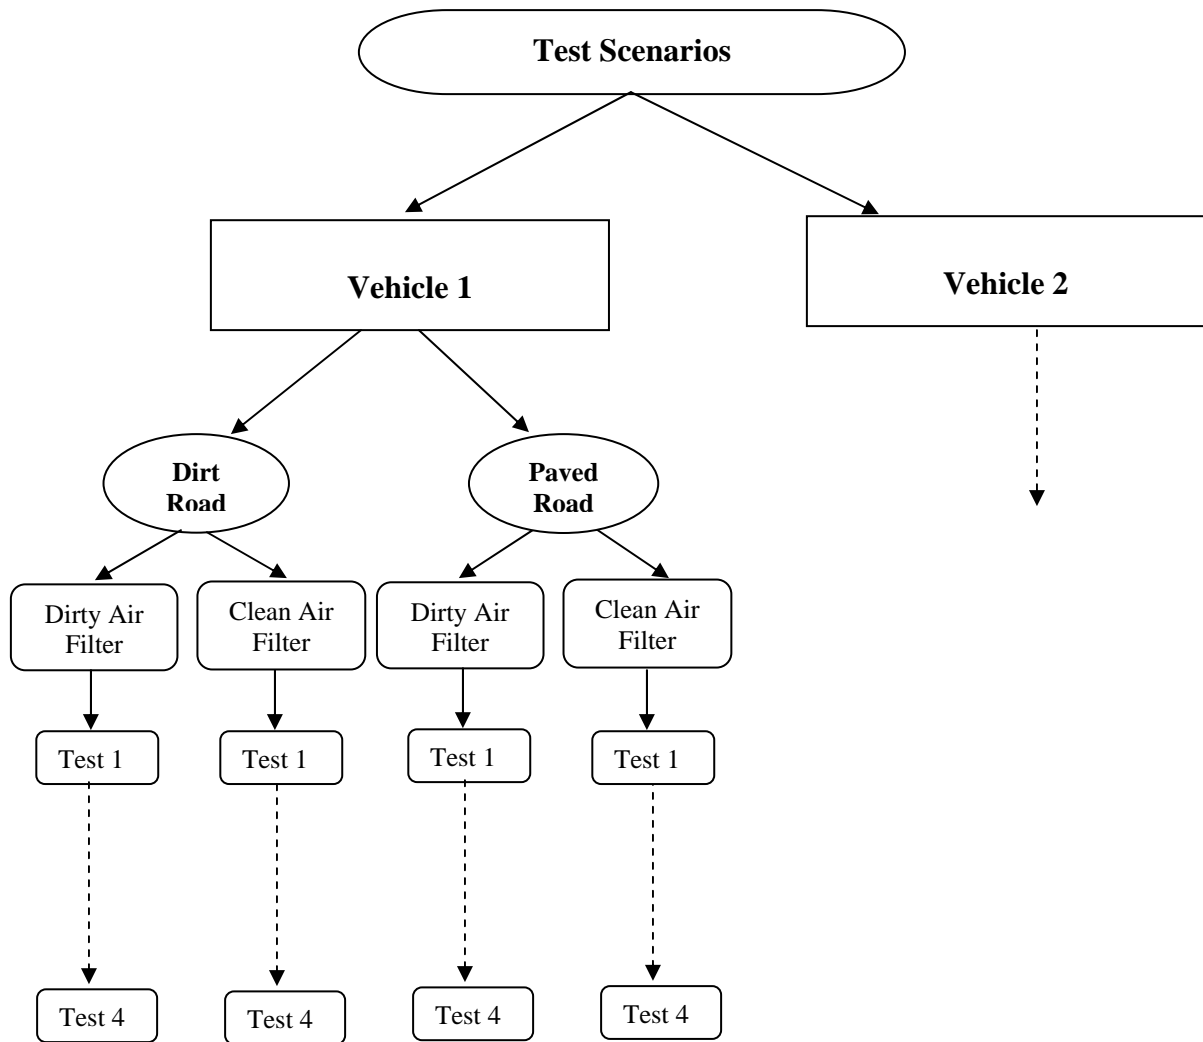 Test Scenarios
Vehicle 1
Vehicle 2
Dirt
Road
Paved
Road
Dirty Air
Filter
Clean Air
Filter
Dirty Air
Filter
Clean Air
Filter
Test 1
Test 1
Test 1
Test 1
Test 4
Test 4
Test 4
Test 4